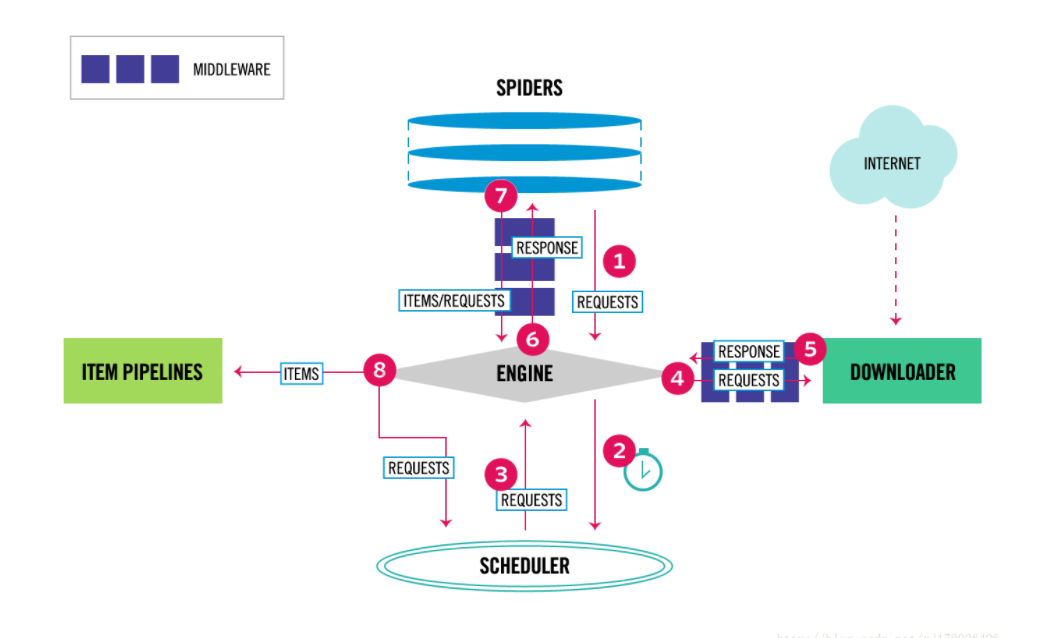 MIDDLEWARE
SPIDERS
INTERNET
7
RESPONSE
1
ITEMS/REQUESTS
REQUESTS
6
RESPONSE
5
ITEM PIPELINES
ITEMS
8
ENGINE
4
REQUESTS
DOWNLOADER
2
REQUESTS
3
REQUESTS
SCHEDULER